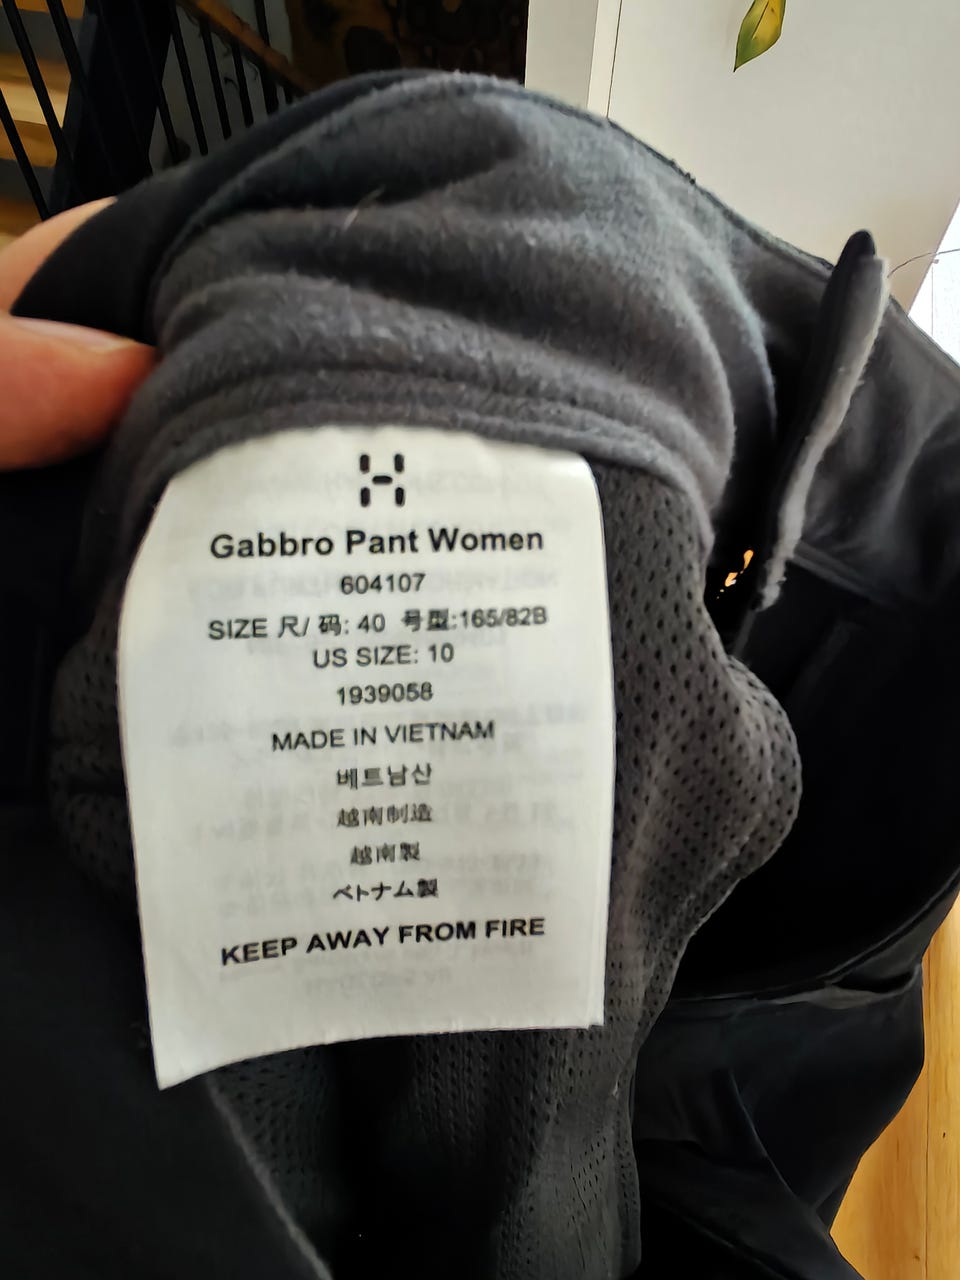 Gabbro Pant Women
604107
SIZE 尺/ 码: 40 号型:165/82B
US SIZE: 10
1939058
MADE IN VIETNAM
베트남산
越南制造
越南製
ベトナム製
KEEP AWAY FROM FIRE